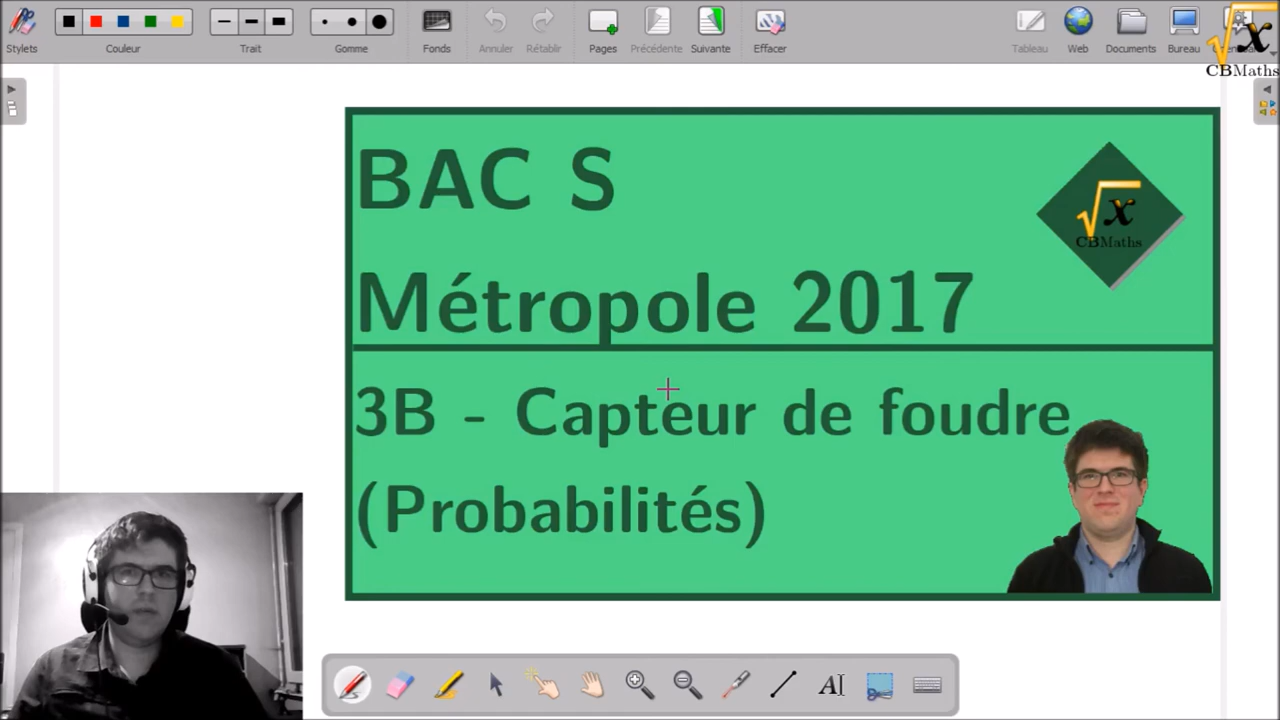 Stylets
Couleur
Trait
Gomme
Fonds
Annuler
Rétablir
Pages
Précédente
Suivante
Effacer
Tableau
Web
Documents
Bureau
√x
CBMaths
BAC S
Métropole 2017
√x
CBMaths
3B - Capteur de foudre
(Probabilités)
AI